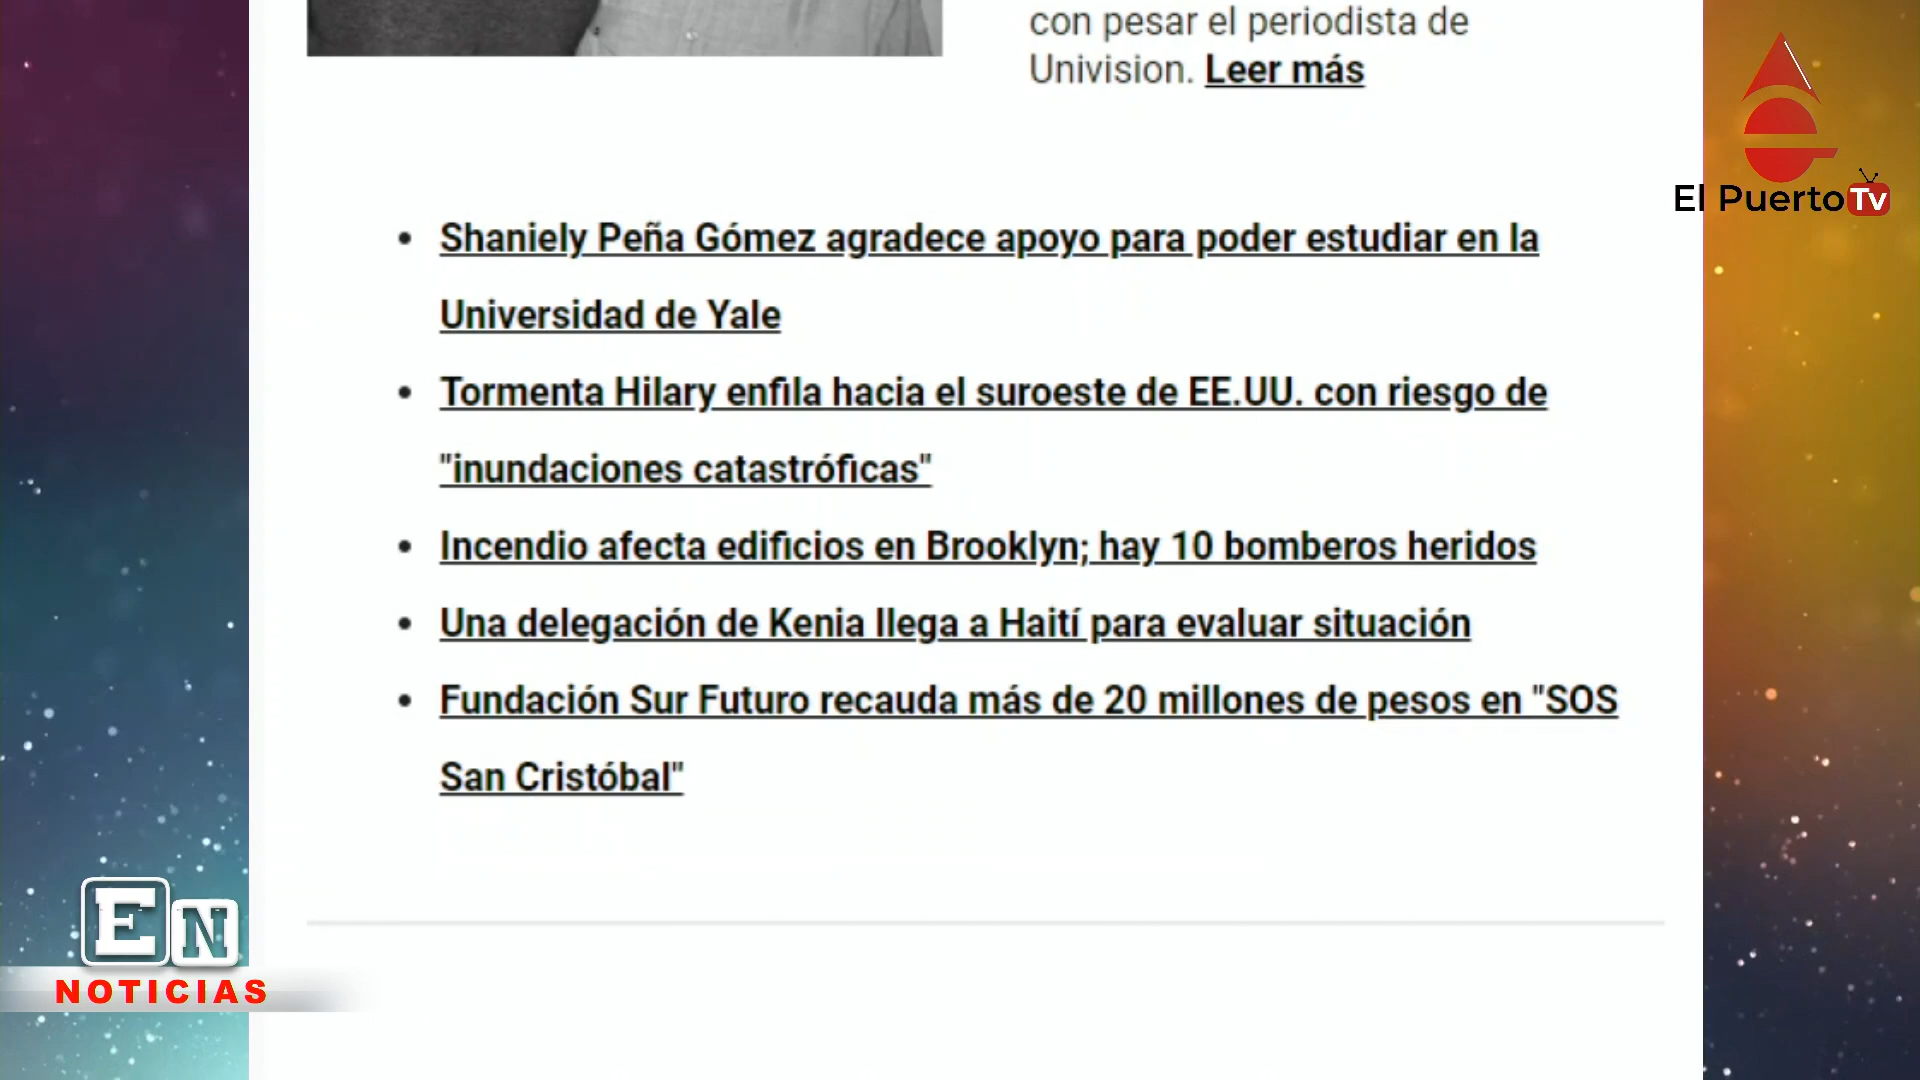 con pesar el periodista de
Univision. Leer más
El Puerto Tv
• Shaniely Peña Gómez agradece apoyo para poder estudiar en la
Universidad de Yale
• Tormenta Hilary enfila hacia el suroeste de EE.UU. con riesgo de
"inundaciones catastróficas"
• Incendio afecta edificios en Brooklyn; hay 10 bomberos heridos
• Una delegación de Kenia llega a Haití para evaluar situación
• Fundación Sur Futuro recauda más de 20 millones de pesos en "SOS
San Cristóbal"
EN
NOTICIAS